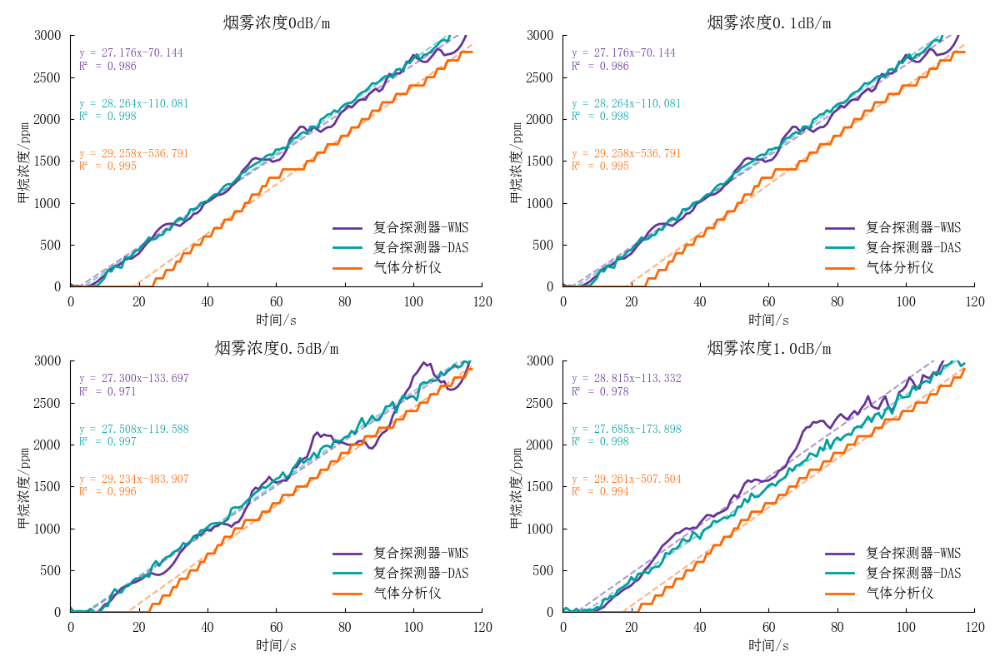 烟雾浓度0dB/m
3000
2500
2000
1500
1000
500
0
甲烷浓度/ppm
y = 27.176x-70.144
R² = 0.986
y = 28.264x-110.081
R² = 0.998
y = 29.258x-536.791
R² = 0.995
复合探测器-WMS
复合探测器-DAS
气体分析仪
0 20 40 60 80 100 120
时间/s
烟雾浓度0.1dB/m
3000
2500
2000
1500
1000
500
0
甲烷浓度/ppm
y = 27.176x-70.144
R² = 0.986
y = 28.264x-110.081
R² = 0.998
y = 29.258x-536.791
R² = 0.995
复合探测器-WMS
复合探测器-DAS
气体分析仪
0 20 40 60 80 100 120
时间/s
烟雾浓度0.5dB/m
3000
2500
2000
1500
1000
500
0
甲烷浓度/ppm
y = 27.300x-133.697
R² = 0.971
y = 27.508x-119.588
R² = 0.997
y = 29.234x-483.907
R² = 0.996
复合探测器-WMS
复合探测器-DAS
气体分析仪
0 20 40 60 80 100 120
时间/s
烟雾浓度1.0dB/m
3000
2500
2000
1500
1000
500
0
甲烷浓度/ppm
y = 28.815x-113.332
R² = 0.978
y = 27.685x-173.898
R² = 0.998
y = 29.261x-507.504
R² = 0.994
复合探测器-WMS
复合探测器-DAS
气体分析仪
0 20 40 60 80 100 120
时间/s